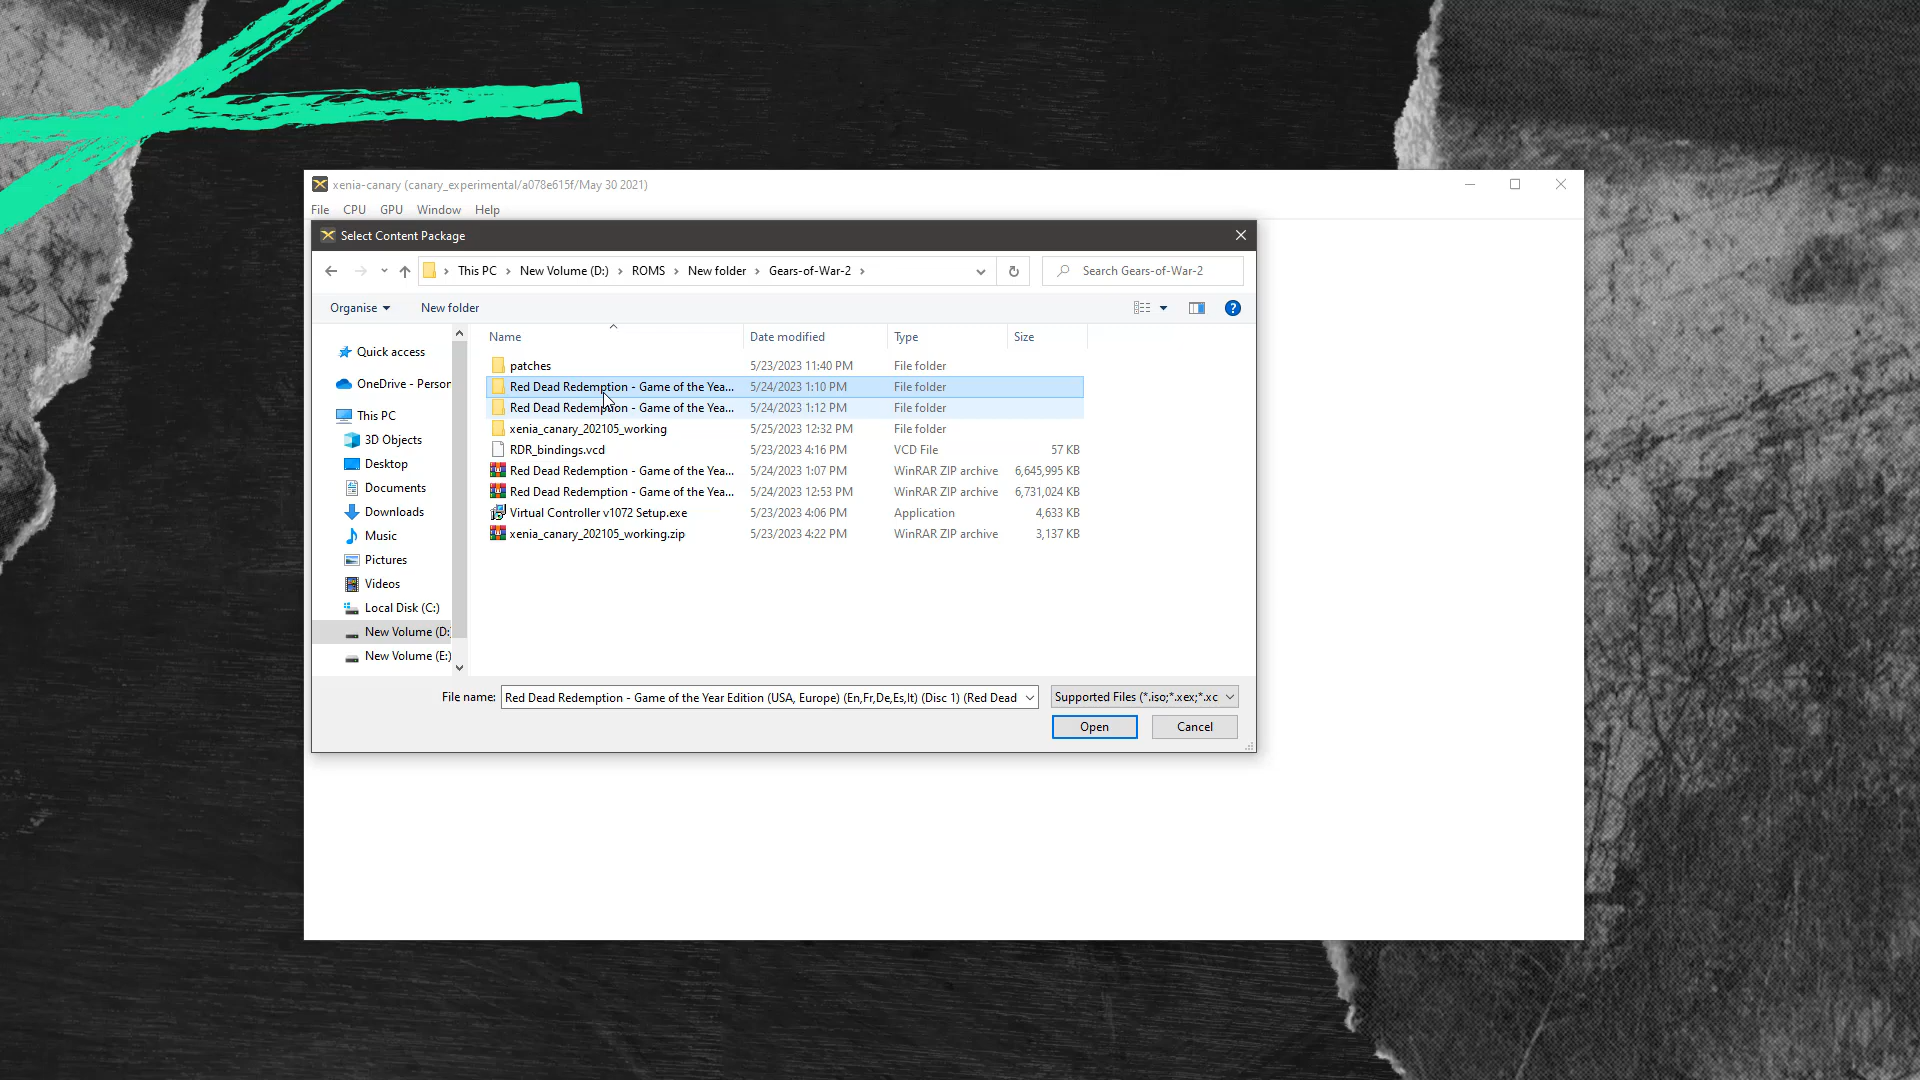 xenia-canary (canary_experimental/a078e615f/May 30 2021)
File CPU GPU Window Help
Select Content Package
This PC New Volume (D:) ROMS New folder Gears-of-War-2
Search Gears-of-War-2
Organise New folder
Name Date modified Type Size
Quick access
OneDrive - Person
This PC
3D Objects
Desktop
Documents
Downloads
Music
Pictures
Videos
Local Disk (C:)
New Volume (D:)
New Volume (E:)
patches 5/23/2023 11:40 PM File folder
Red Dead Redemption - Game of the Yea... 5/24/2023 1:10 PM File folder
Red Dead Redemption - Game of the Yea... 5/24/2023 1:12 PM File folder
xenia_canary_202105_working 5/25/2023 12:32 PM File folder
RDR_bindings.vcd 5/23/2023 4:16 PM VCD File 57 KB
Red Dead Redemption - Game of the Yea... 5/24/2023 1:07 PM WinRAR ZIP archive 6,645,995 KB
Red Dead Redemption - Game of the Yea... 5/24/2023 12:53 PM WinRAR ZIP archive 6,731,024 KB
Virtual Controller v1072 Setup.exe 5/23/2023 4:06 PM Application 4,633 KB
xenia_canary_202105_working.zip 5/23/2023 4:22 PM WinRAR ZIP archive 3,137 KB
File name: Red Dead Redemption - Game of the Year Edition (USA, Europe) (En,Fr,De,Es,It) (Disc 1) (Red Dead
Supported Files (*.iso;*.xex;*.xc
Open Cancel